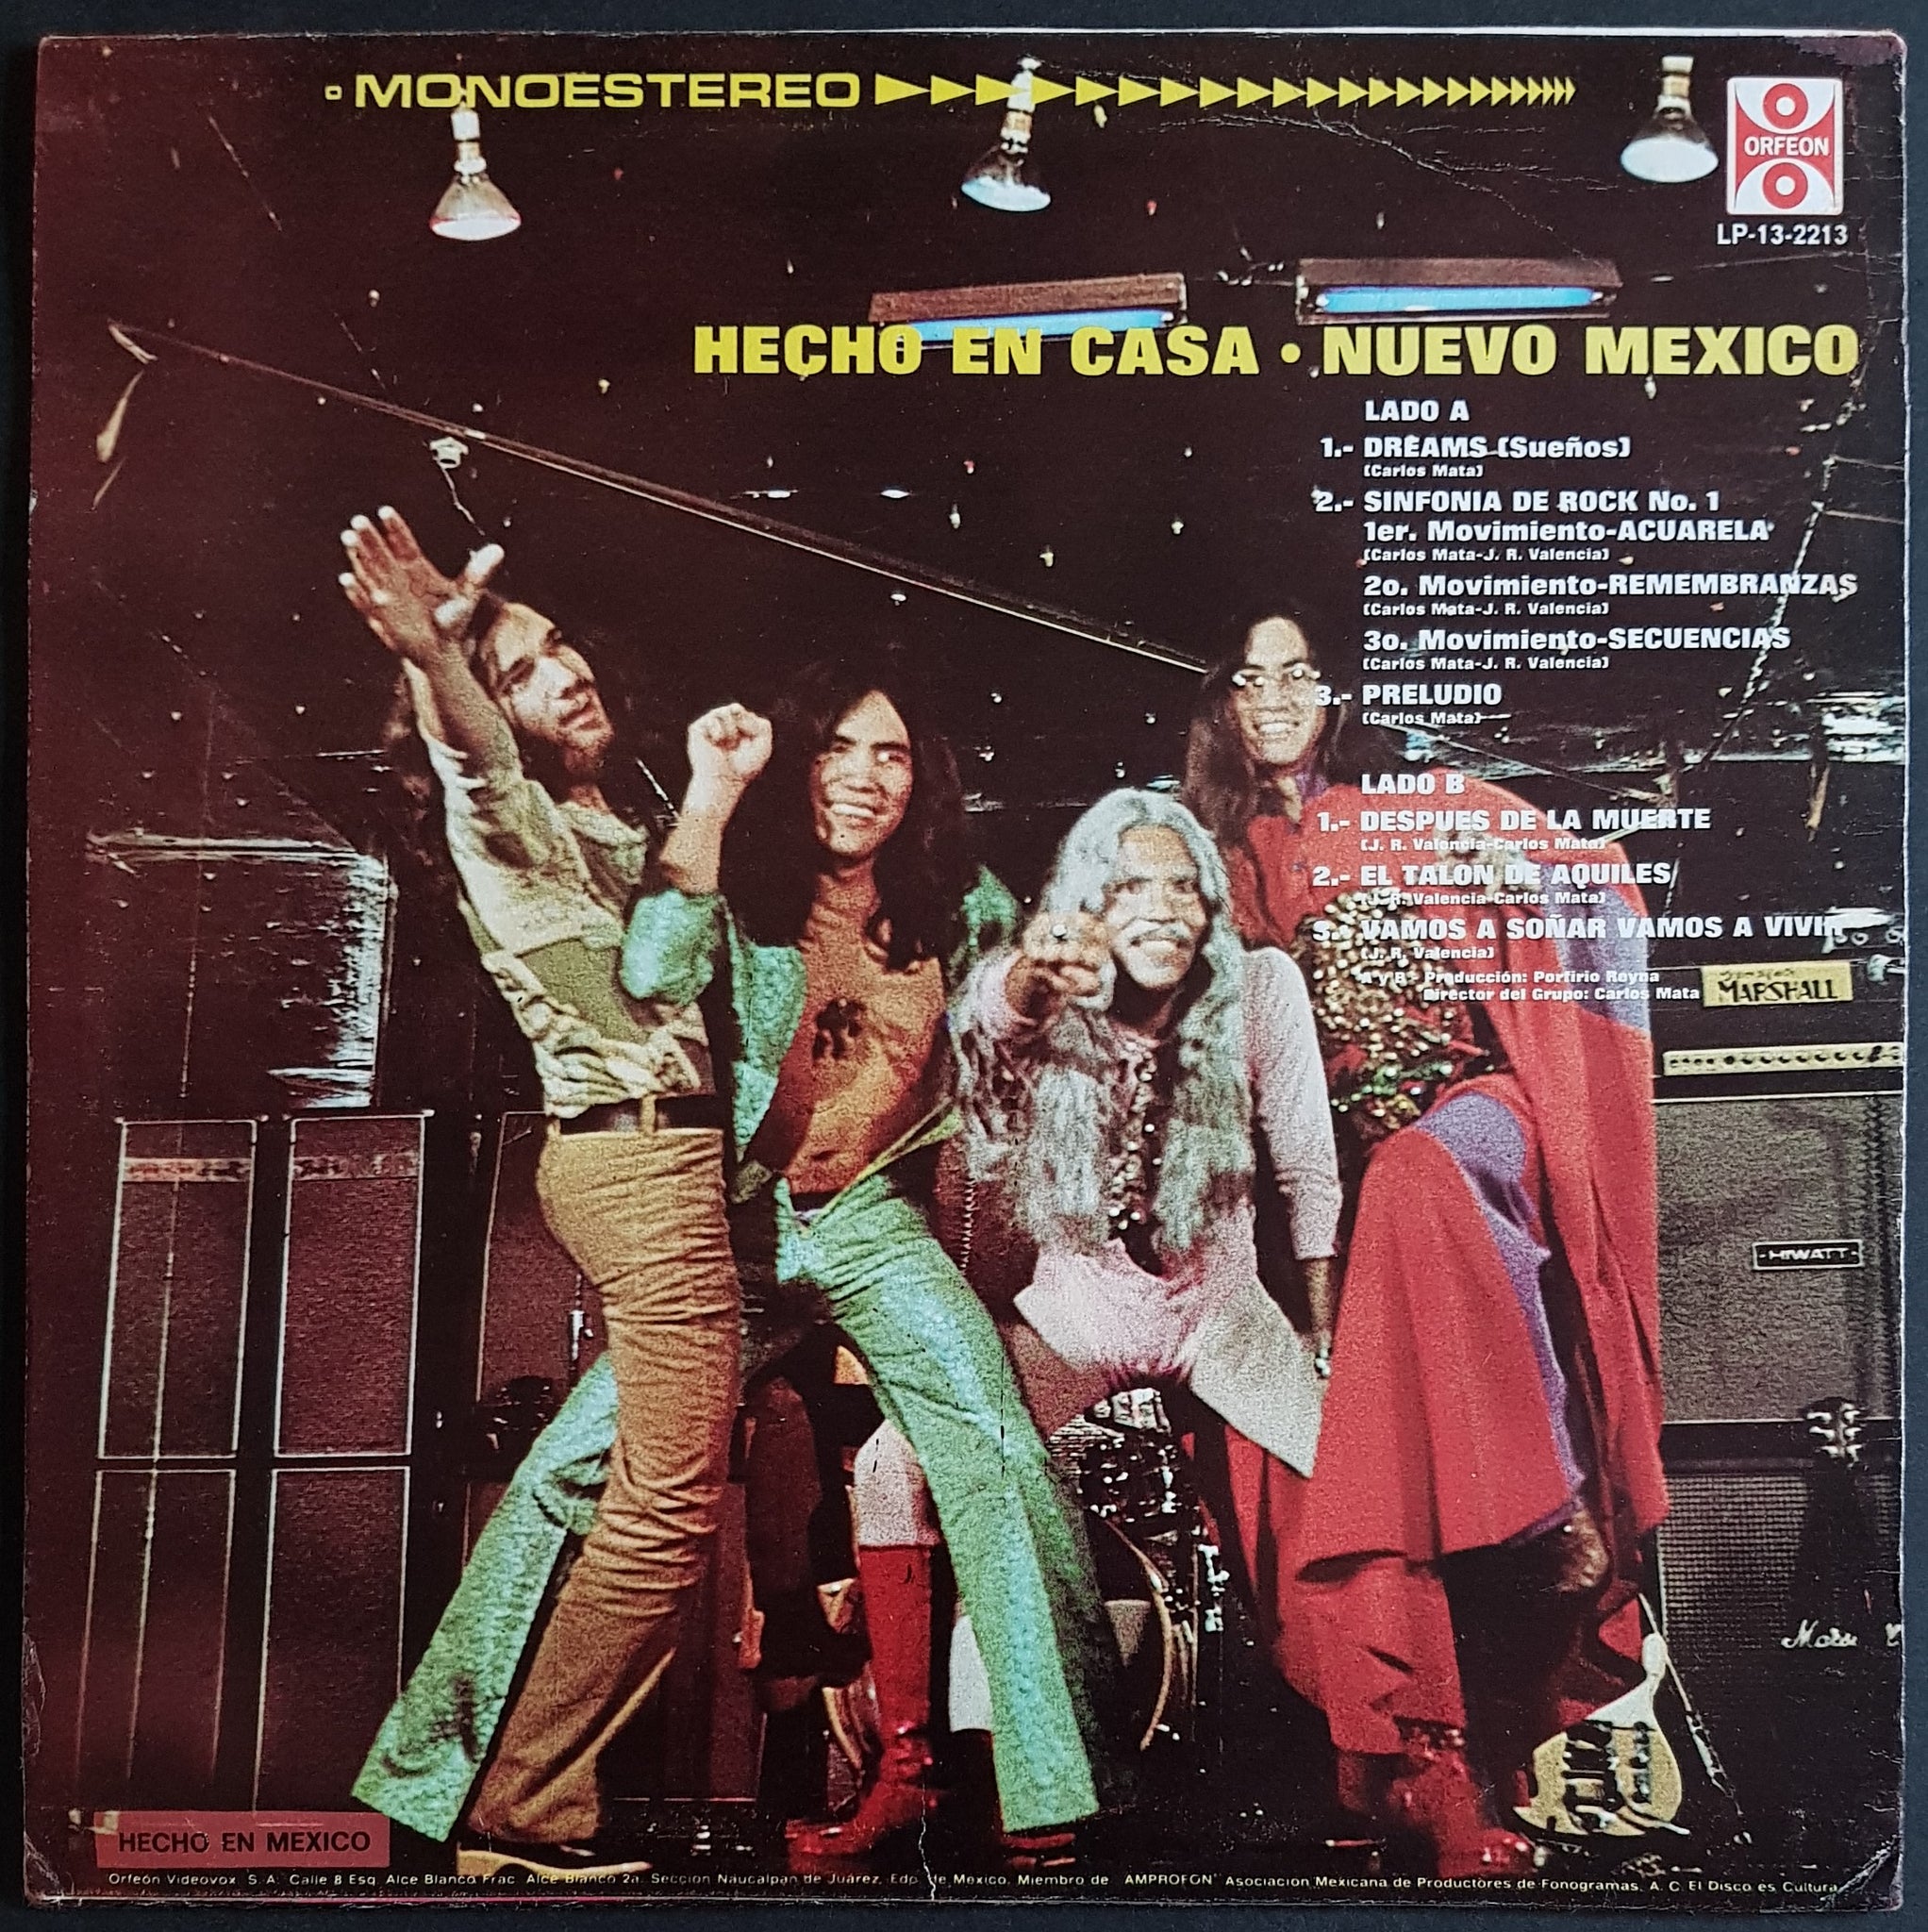 MONOESTEREO
ORFEON
LP-13-2213
HECHO EN CASA • NUEVO MEXICO
LADO A
1.- DREAMS (Sueños)
(Carlos Mata)
2.- SINFONIA DE ROCK No. 1
1er. Movimiento-ACUARELA
(Carlos Mata-J. R. Valencia)
2o. Movimiento-REMEMBRANZAS
(Carlos Mata-J. R. Valencia)
3o. Movimiento-SECUENCIAS
(Carlos Mata-J. R. Valencia)
3.- PRELUDIO
(Carlos Mata)
LADO B
1.- DESPUES DE LA MUERTE
(J. R. Valencia-Carlos Mata)
2.- EL TALON DE AQUILES
(J. R. Valencia-Carlos Mata)
3.- VAMOS A SOÑAR VAMOS A VIVIR
(J. R. Valencia)
A y B- Producción: Porfirio Reyna
Director del Grupo: Carlos Mata
MARSHALL
-HIWATT-
HECHO EN MEXICO
Orfeón Videovox S. A. Calle 8 Esq. Alce Blanco Frac. Alce Blanco 2a. Sección Naucalpan de Juárez, Edo. de Mexico. Miembro de "AMPROFON" Asociacion Mexicana de Productores de Fonogramas, A. C. El Disco es Cultura